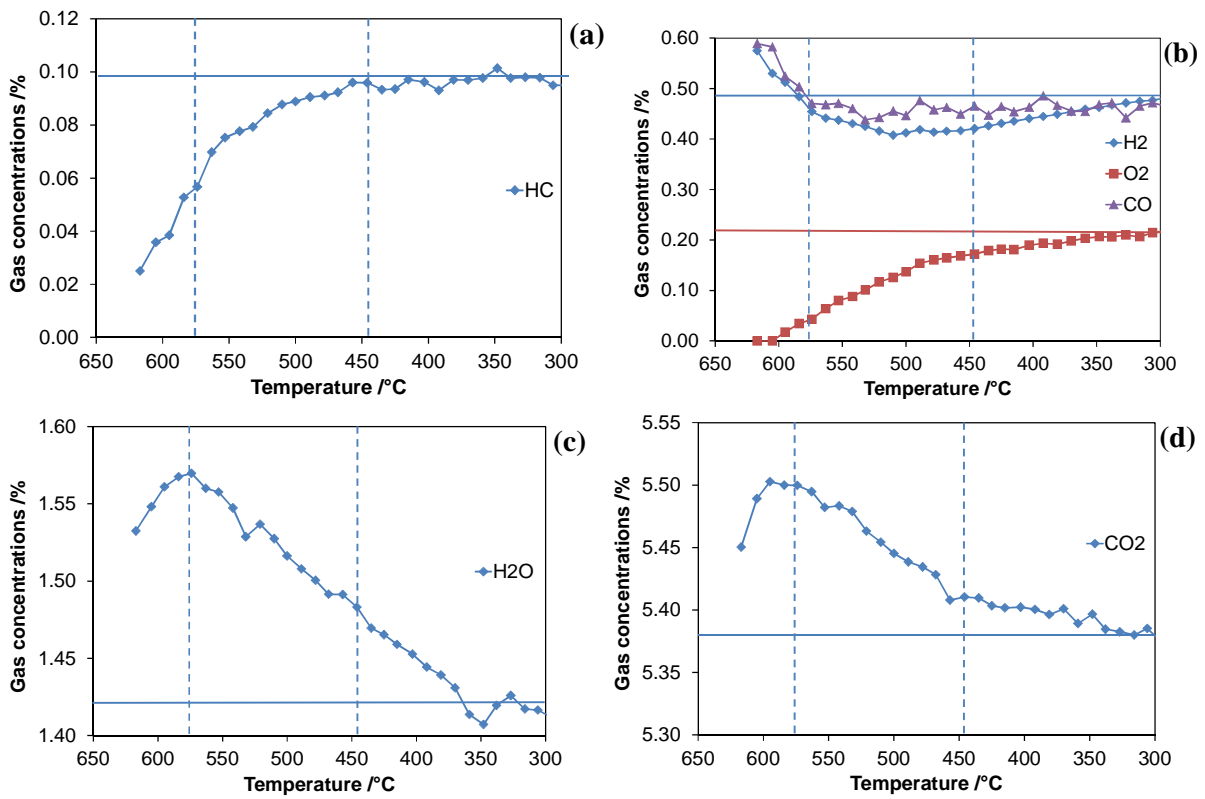 (a)
Gas concentrations /%
0.12
0.10
0.08
0.06
0.04
0.02
0.00
HC
650 600 550 500 450 400 350 300
Temperature /°C
(b)
Gas concentrations /%
0.60
0.50
0.40
0.30
0.20
0.10
0.00
H2
O2
CO
650 600 550 500 450 400 350 300
Temperature /°C
(c)
Gas concentrations /%
1.60
1.55
1.50
1.45
1.40
H2O
650 600 550 500 450 400 350 300
Temperature /°C
(d)
Gas concentrations /%
5.55
5.50
5.45
5.40
5.35
5.30
CO2
650 600 550 500 450 400 350 300
Temperature /°C